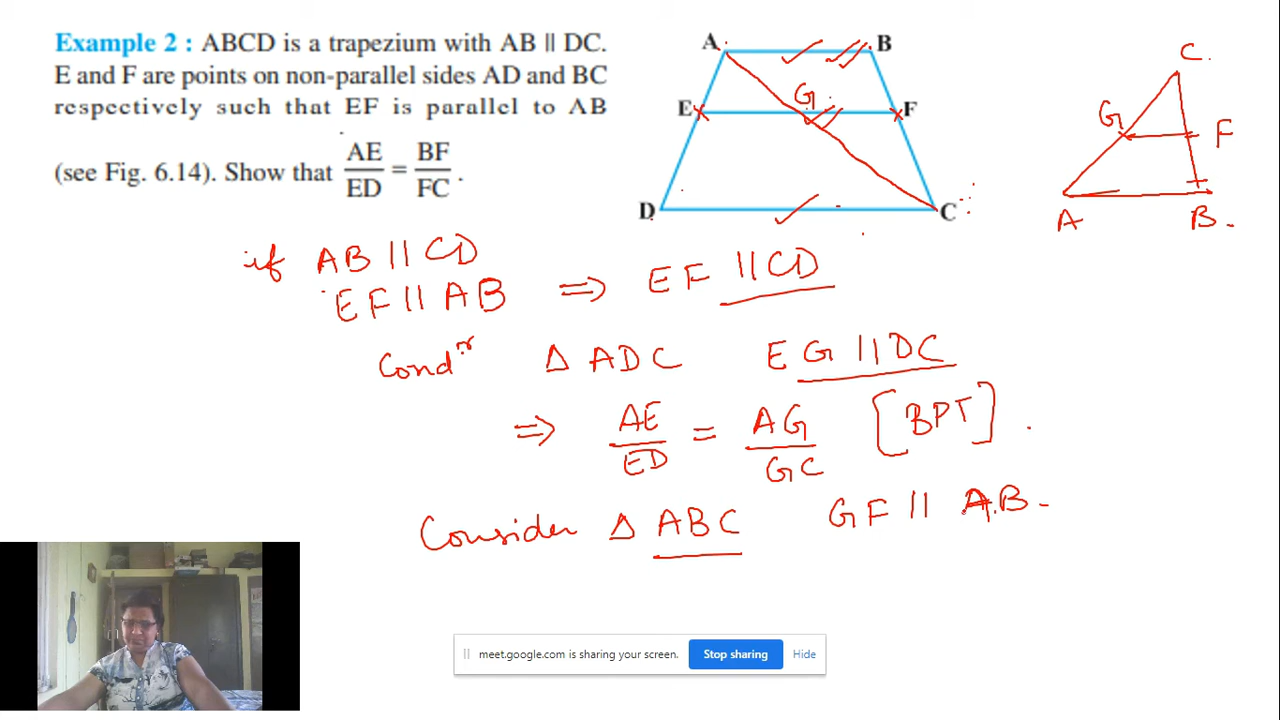 Example 2 : ABCD is a trapezium with AB || DC.
E and F are points on non-parallel sides AD and BC
respectively such that EF is parallel to AB
(see Fig. 6.14). Show that AE/ED = BF/FC .
A B
E G F
D C
C
G F
A B
if AB || CD
EF || AB ⇒ EF || CD
Condr Δ ADC EG || DC
⇒ AE/ED = AG/GC [BPT]
Consider Δ ABC GF || AB
meet.google.com is sharing your screen. Stop sharing Hide